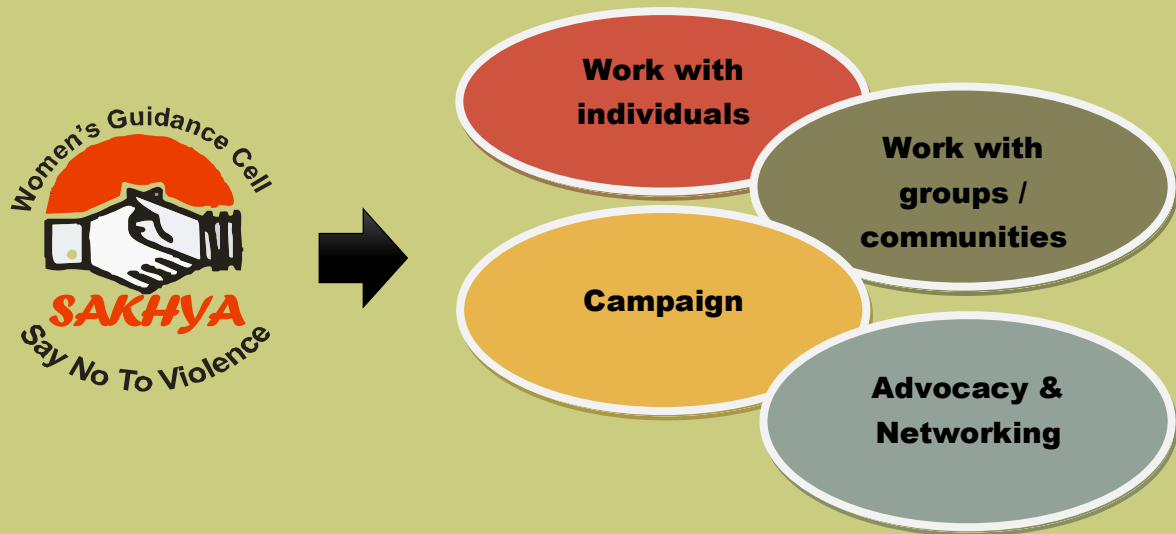 Women's Guidance Cell
SAKHYA
Say No To Violence
Work with
individuals
Work with
groups /
communities
Campaign
Advocacy &
Networking